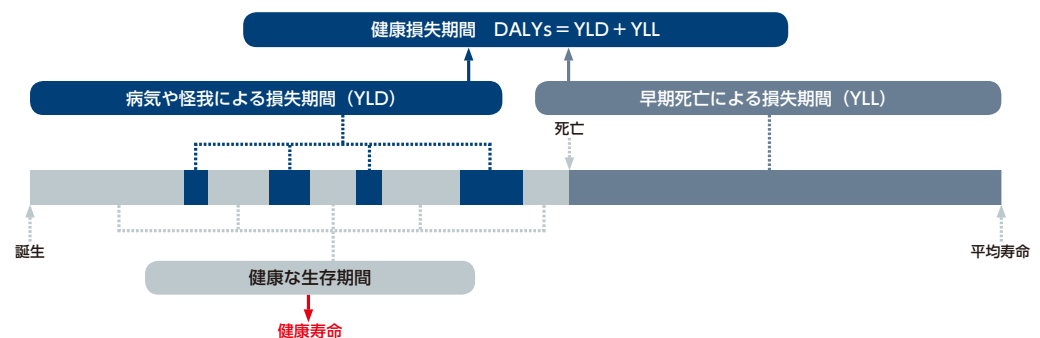 健康損失期間　DALYs＝YLD＋YLL
病気や怪我による損失期間（YLD）
早期死亡による損失期間（YLL）
死亡
誕生
平均寿命
健康な生存期間
健康寿命